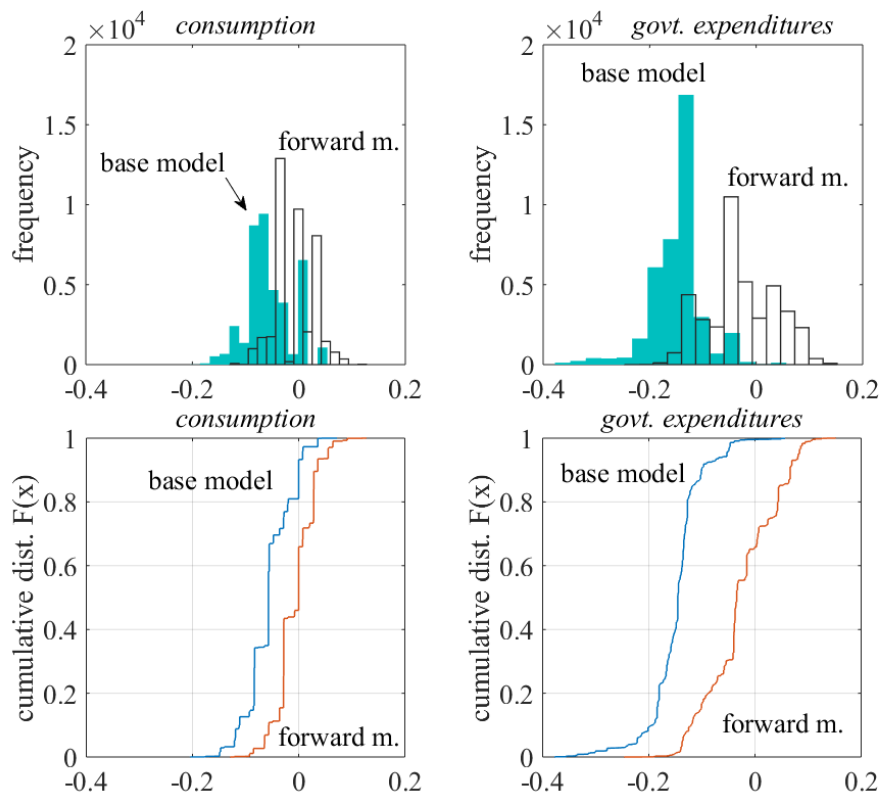 ×10⁴ consumption
2
1.5
1
0.5
0
frequency
base model
forward m.
-0.4 -0.2 0 0.2
×10⁴ govt. expenditures
2
1.5
1
0.5
0
frequency
base model
forward m.
-0.4 -0.2 0 0.2
consumption
1
0.8
0.6
0.4
0.2
0
cumulative dist. F(x)
base model
forward m.
-0.4 -0.2 0 0.2
govt. expenditures
1
0.8
0.6
0.4
0.2
0
cumulative dist. F(x)
base model
forward m.
-0.4 -0.2 0 0.2